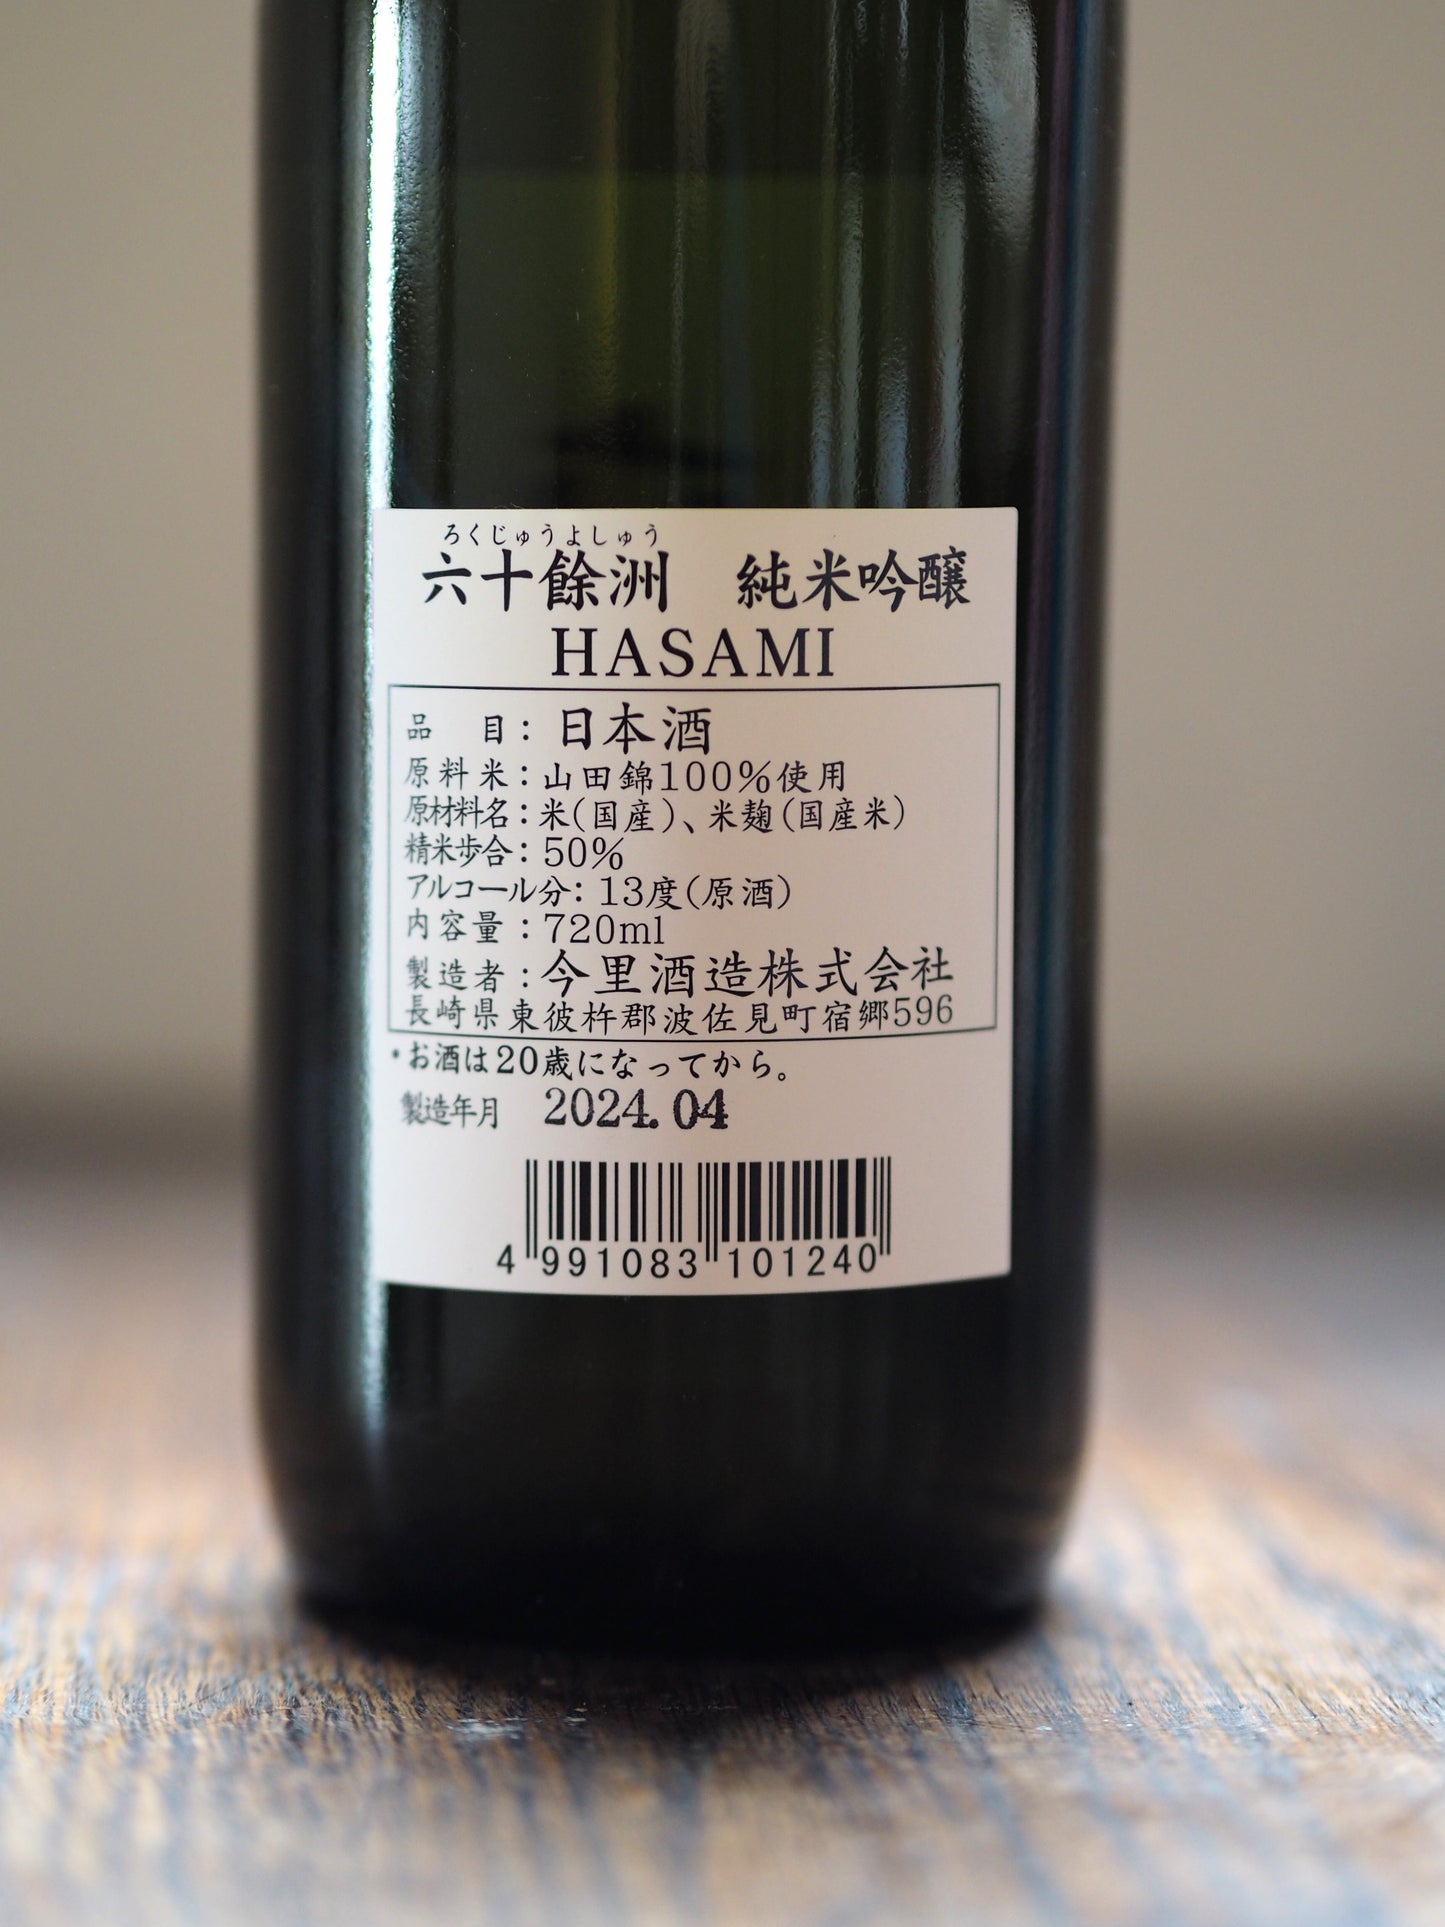 ろくじゅうよしゅう
六十餘洲　純米吟醸
HASAMI
品　目：日本酒
原料米：山田錦100%使用
原材料名：米(国産)、米麹(国産米)
精米歩合：50%
アルコール分：13度(原酒)
内容量：720ml
製造者：今里酒造株式会社
長崎県東彼杵郡波佐見町宿郷596
・お酒は20歳になってから。
製造年月　2024.04
4 991083 101240